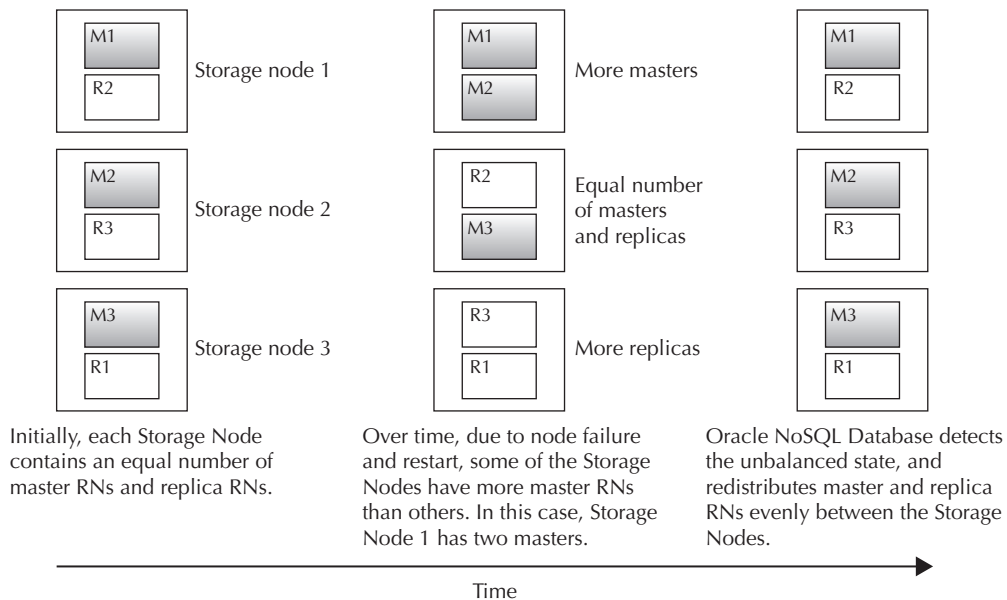 M1
R2
Storage node 1
M2
R3
Storage node 2
M3
R1
Storage node 3
Initially, each Storage Node
contains an equal number of
master RNs and replica RNs.
M1
M2
More masters
R2
M3
Equal number
of masters
and replicas
R3
R1
More replicas
Over time, due to node failure
and restart, some of the Storage
Nodes have more master RNs
than others. In this case, Storage
Node 1 has two masters.
M1
R2
M2
R3
M3
R1
Oracle NoSQL Database detects
the unbalanced state, and
redistributes master and replica
RNs evenly between the Storage
Nodes.
Time